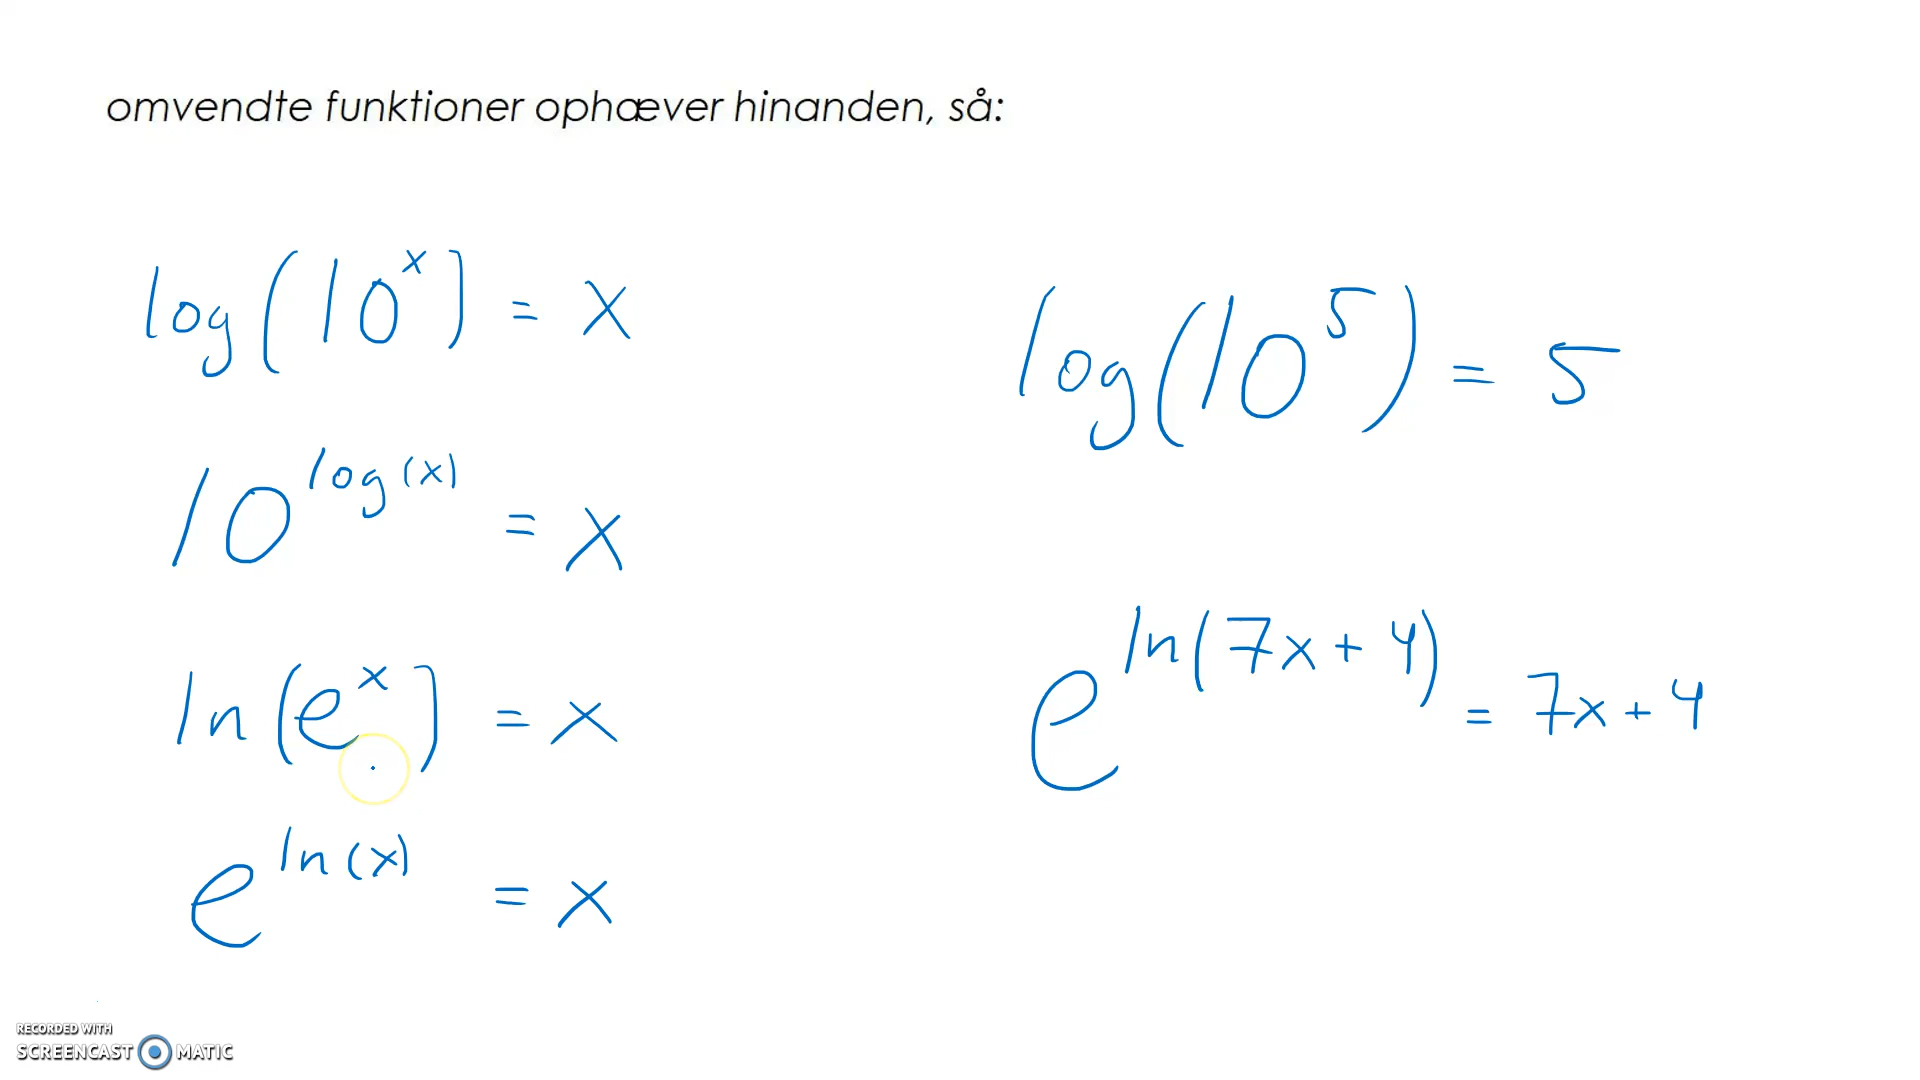 omvendte funktioner ophæver hinanden, så:
log(10^x) = x
10^log(x) = x
ln(e^x) = x
e^ln(x) = x
log(10^5) = 5
e^ln(7x+4) = 7x+4
RECORDED WITH
SCREENCAST MATIC